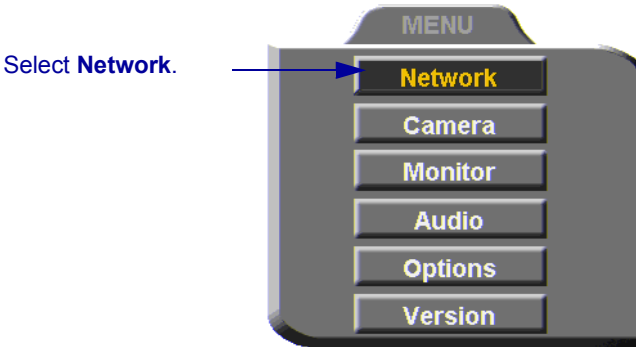 MENU
Select Network.
Network
Camera
Monitor
Audio
Options
Version